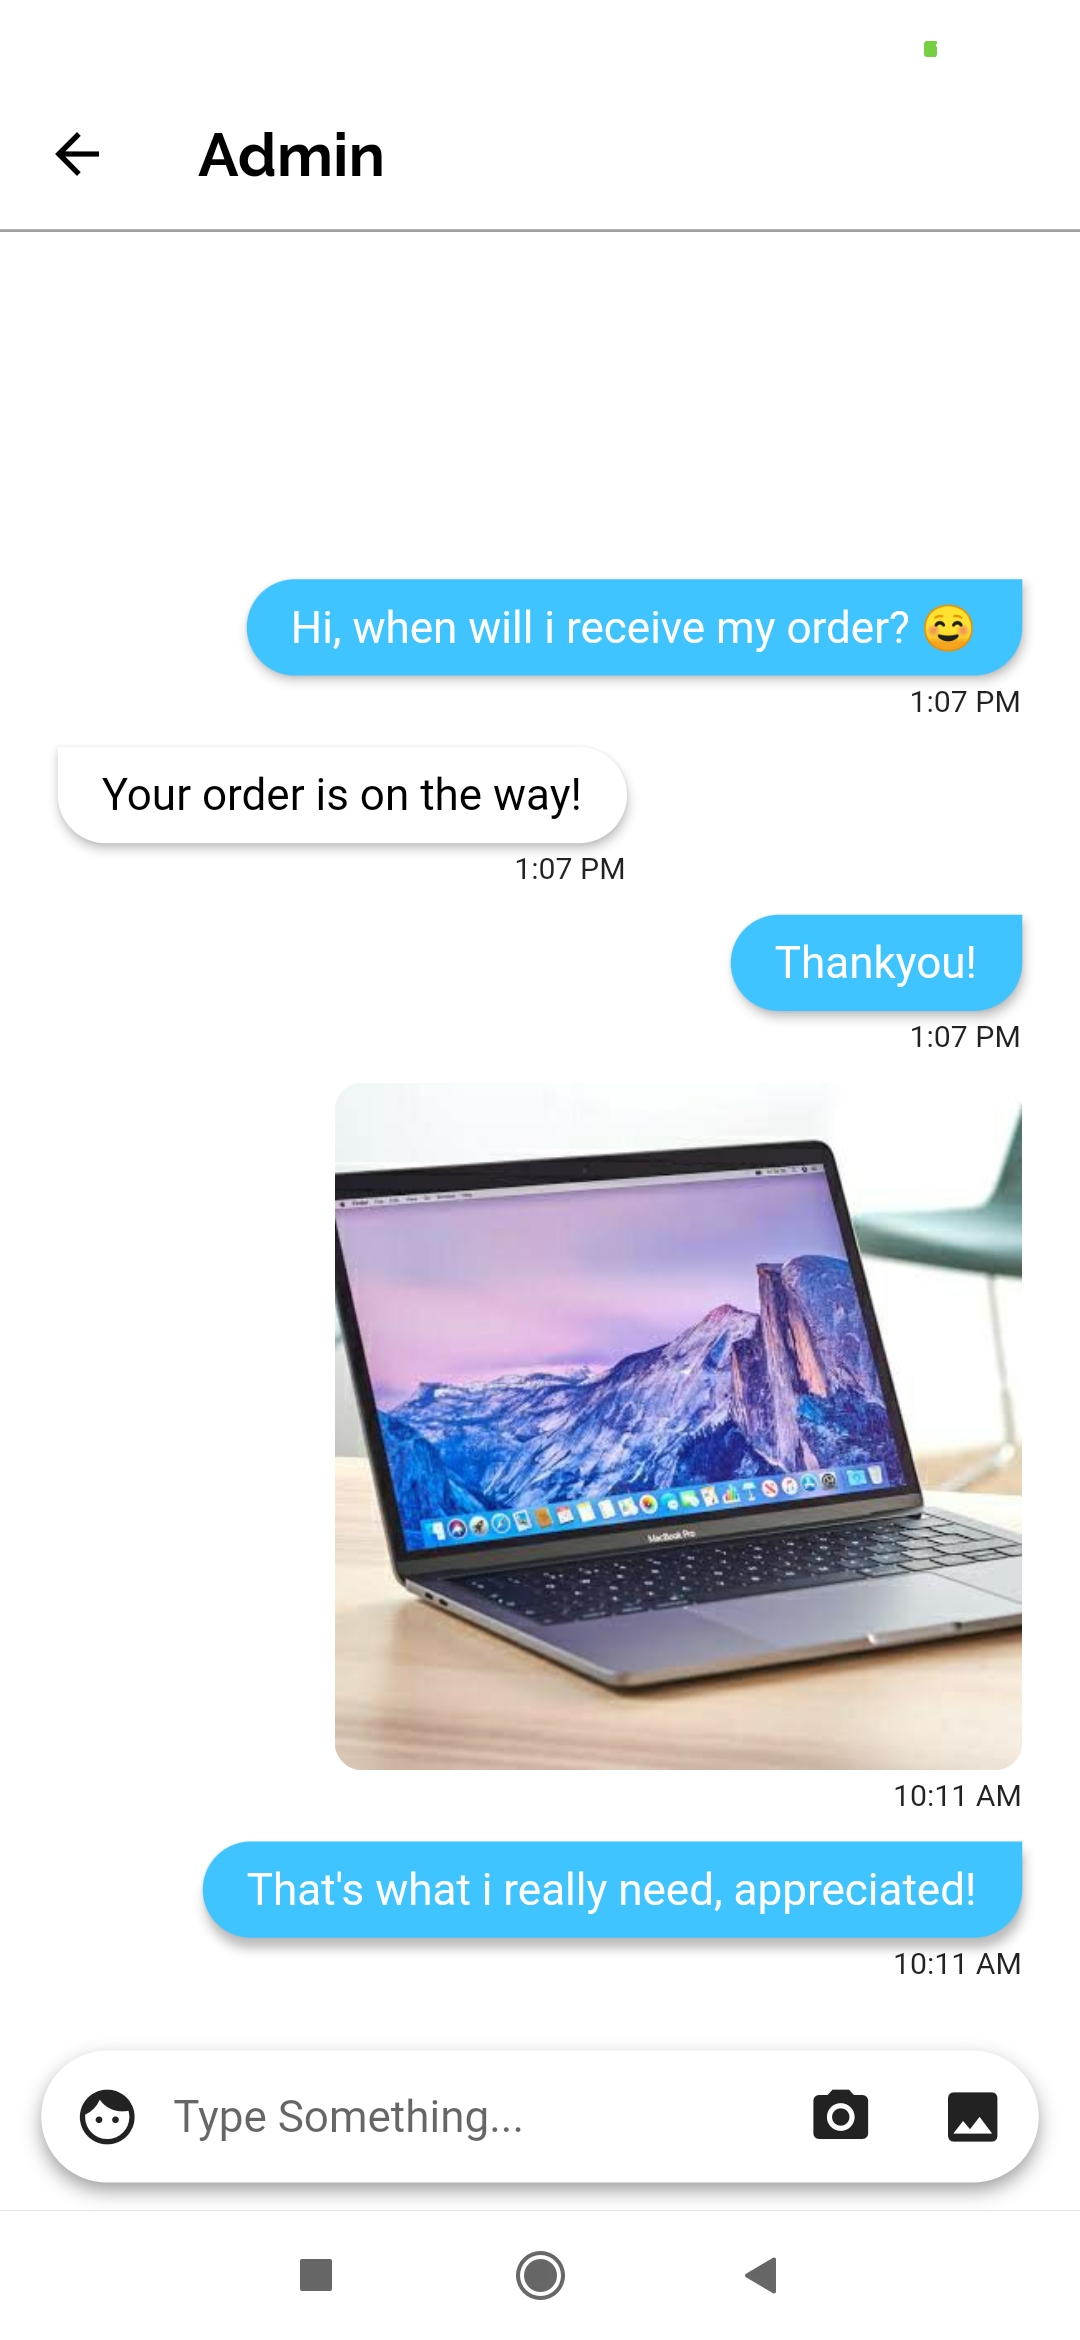 Admin
Hi, when will i receive my order? ☺️
1:07 PM
Your order is on the way!
1:07 PM
Thankyou!
1:07 PM
MacBook Pro
10:11 AM
That's what i really need, appreciated!
10:11 AM
Type Something...